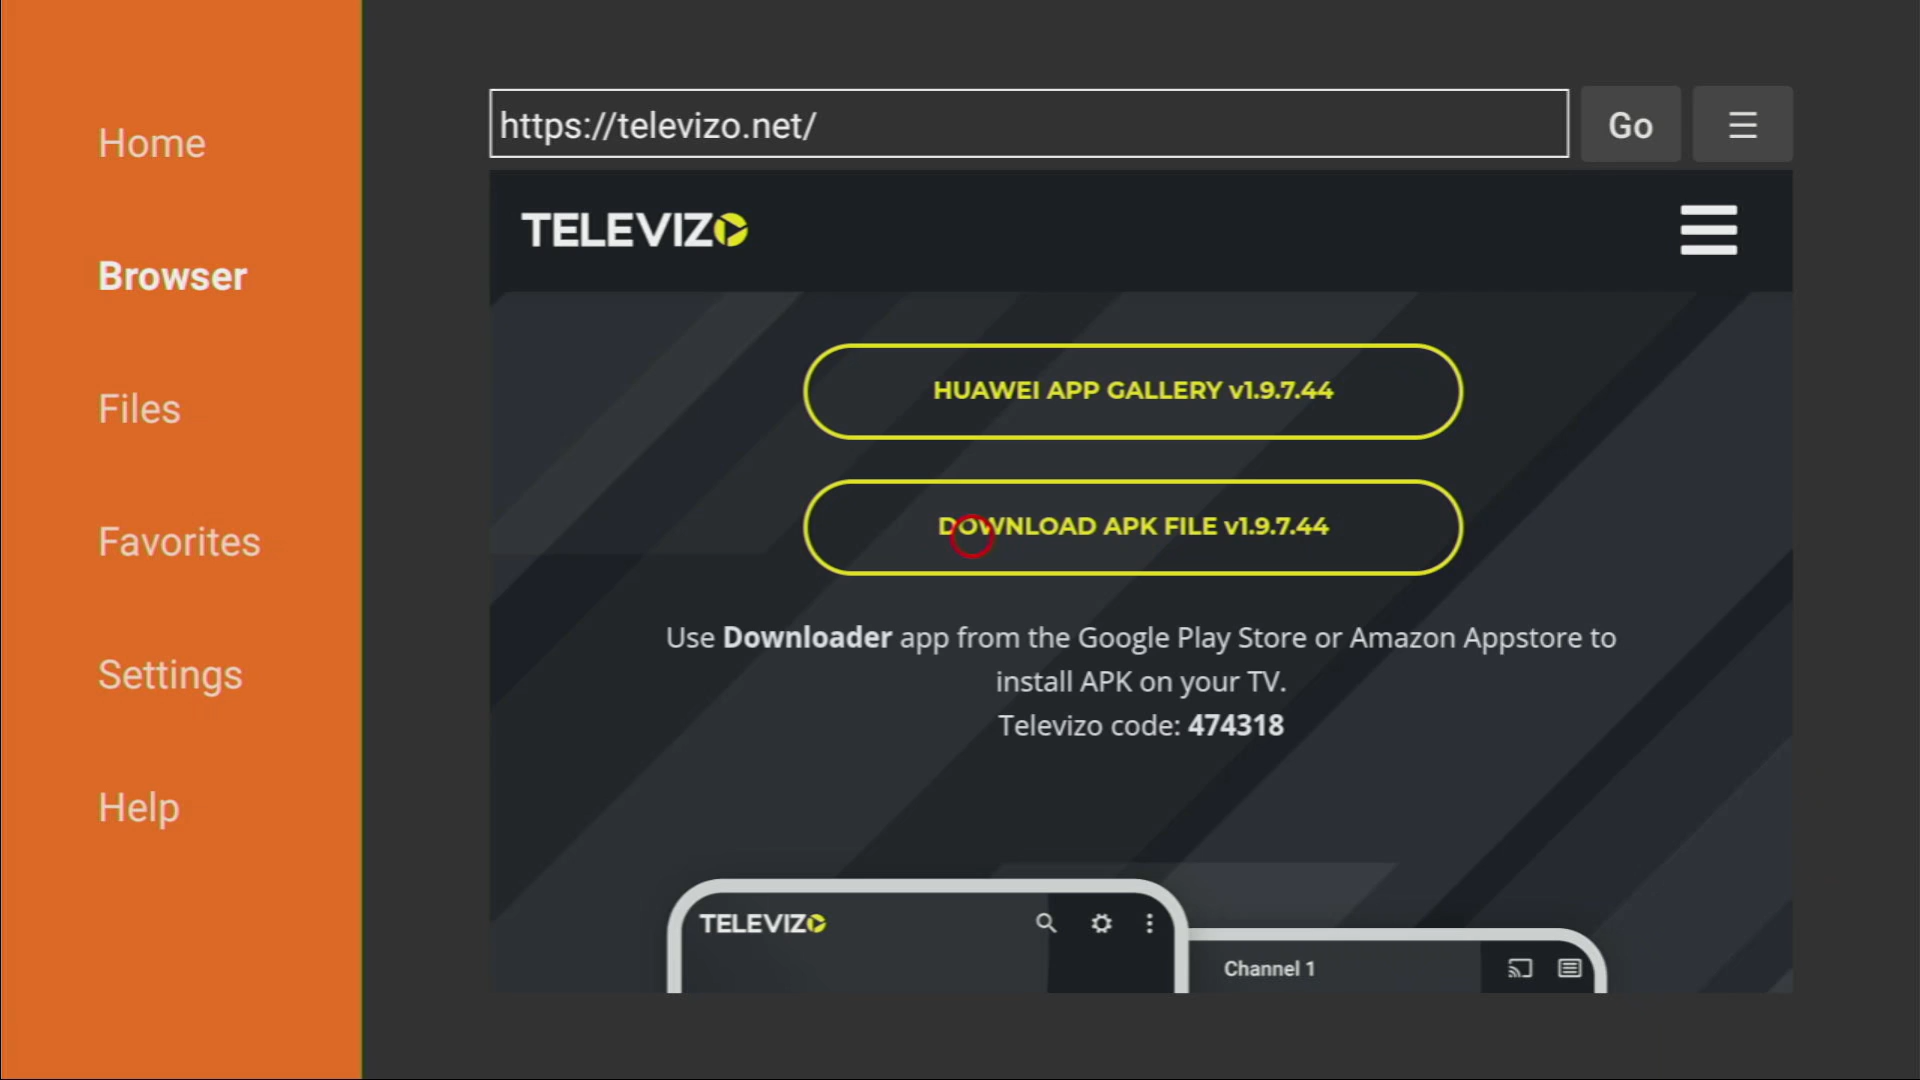 Home
Browser
Files
Favorites
Settings
Help
https://televizo.net/
Go
TELEVIZO
HUAWEI APP GALLERY v1.9.7.44
DOWNLOAD APK FILE v1.9.7.44
Use Downloader app from the Google Play Store or Amazon Appstore to
install APK on your TV.
Televizo code: 474318
TELEVIZO
Channel 1